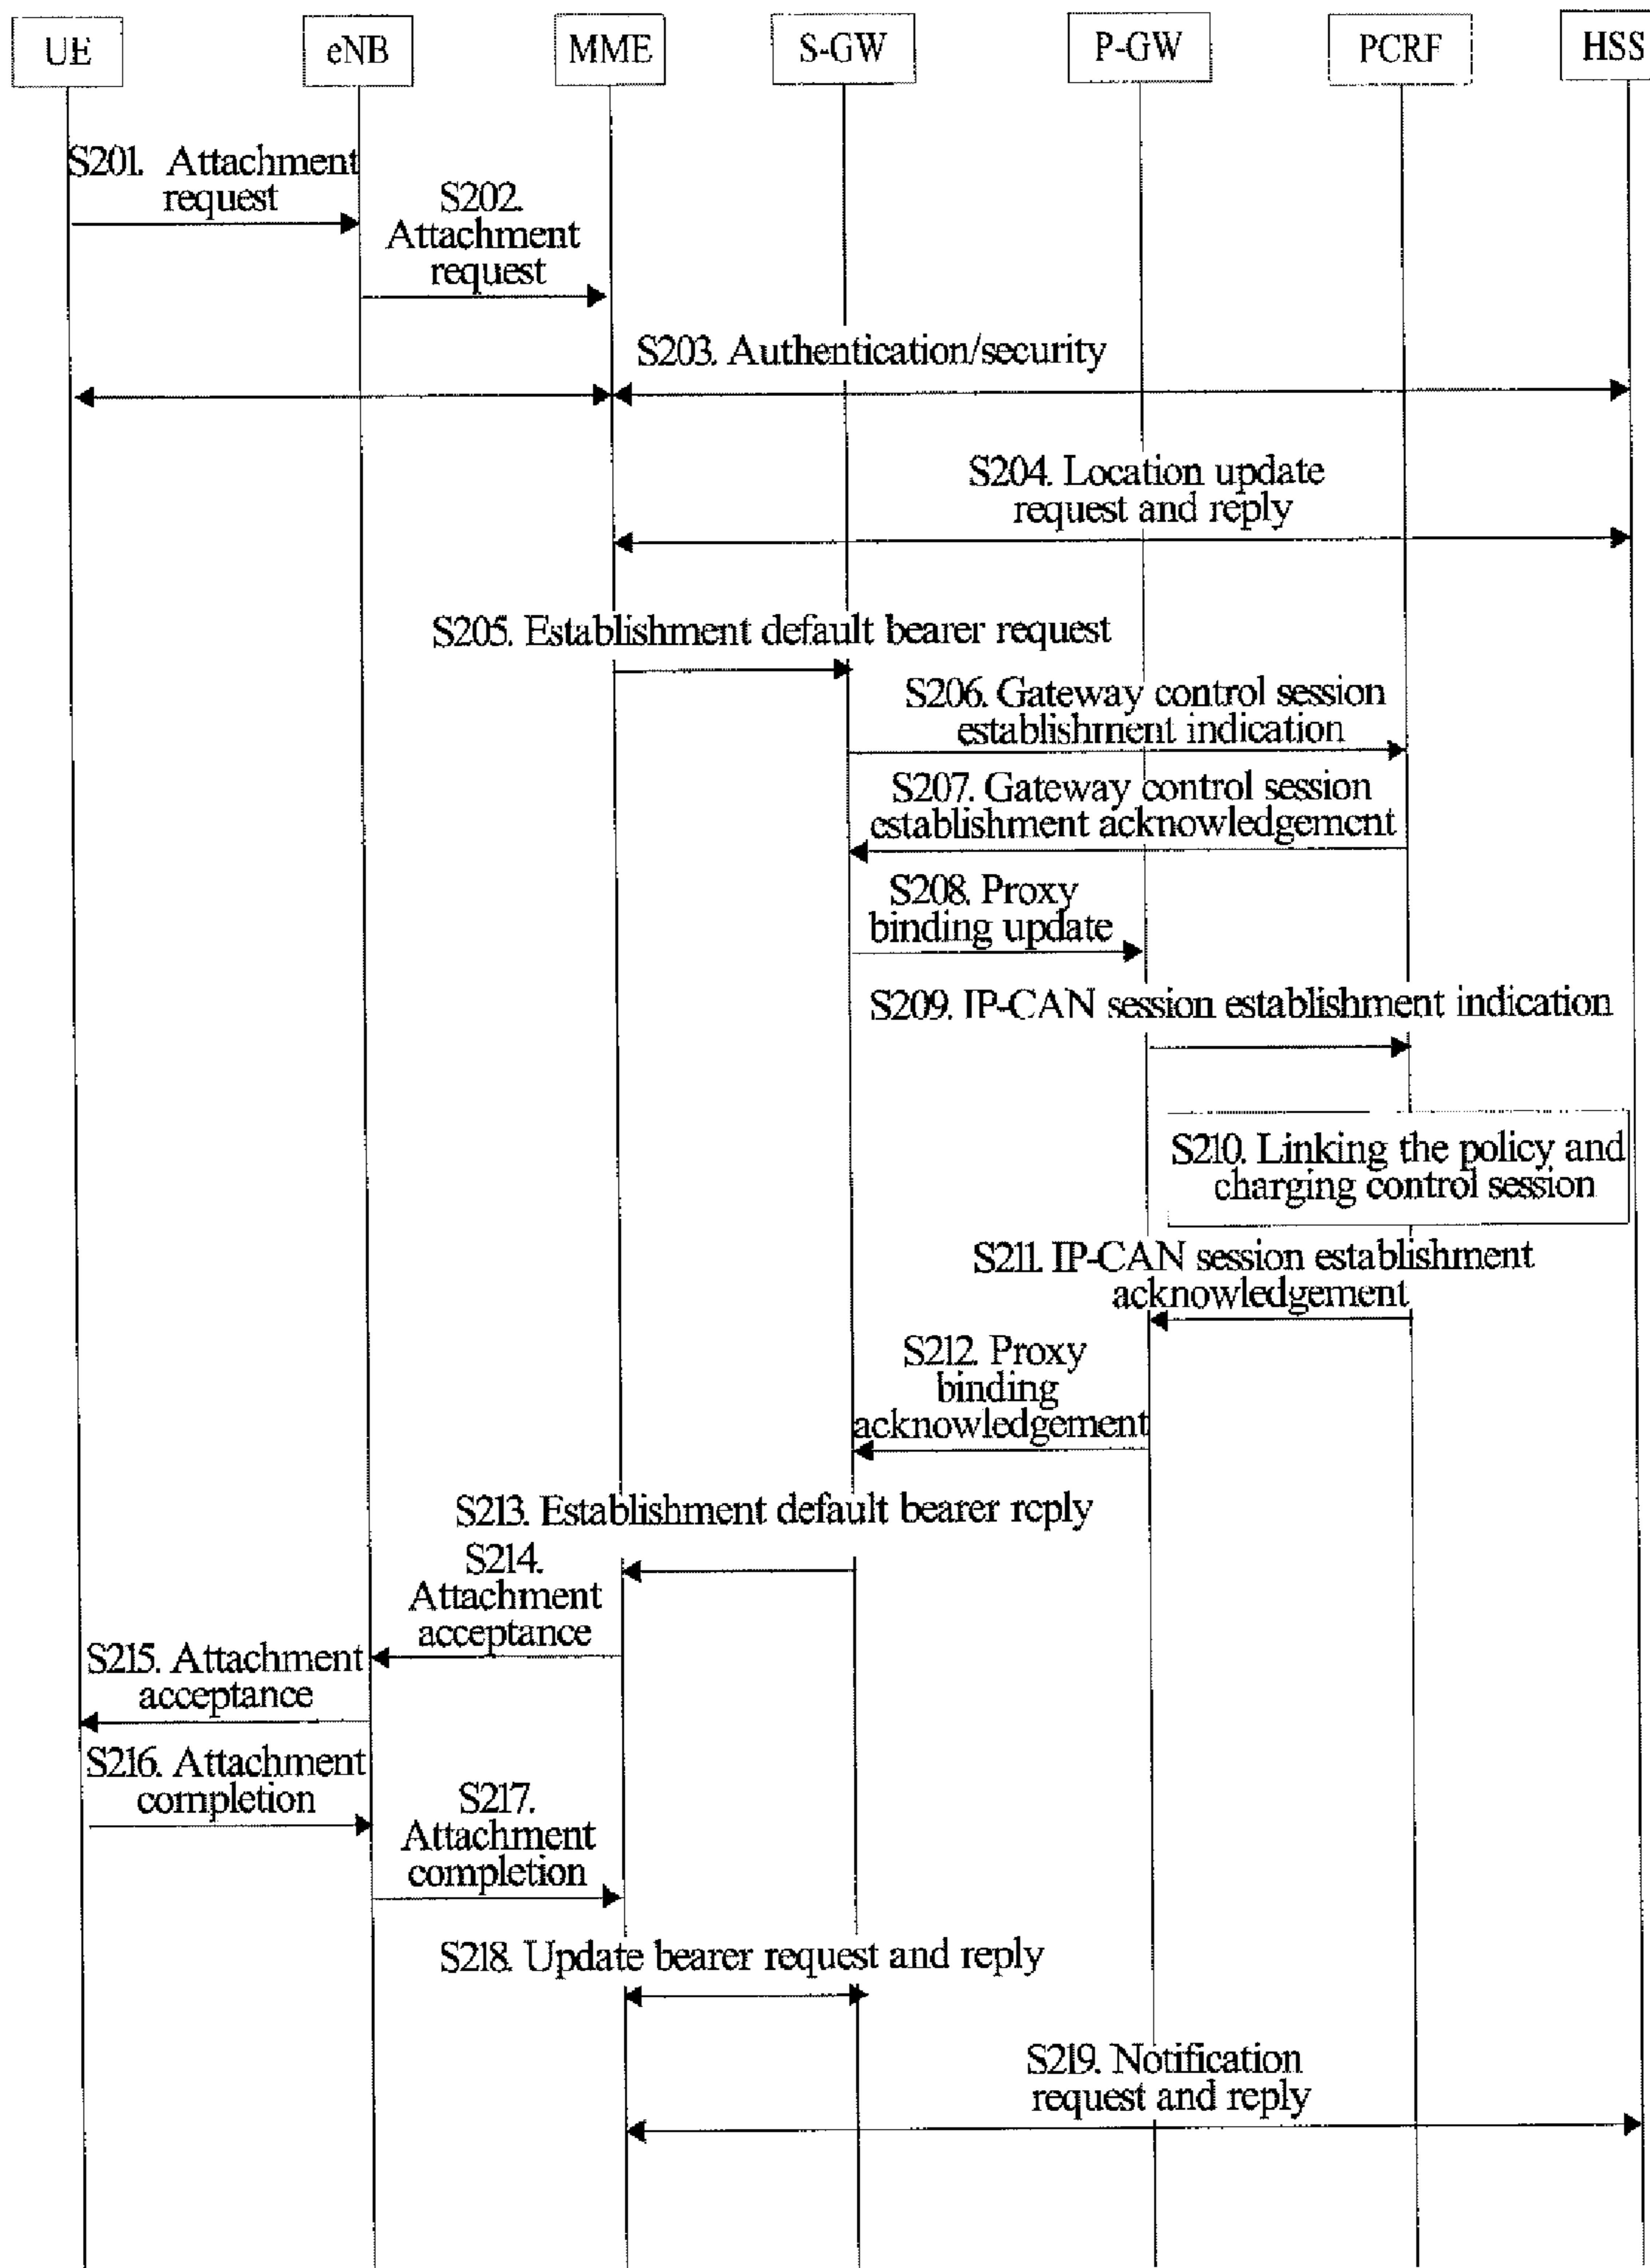 UE
eNB
MME
S-GW
P-GW
PCRF
HSS
S201. Attachment
request
S202.
Attachment
request
S203. Authentication/security
S204. Location update
request and reply
S205. Establishment default bearer request
S206. Gateway control session
establishment indication
S207. Gateway control session
establishment acknowledgement
S208. Proxy
binding update
S209. IP-CAN session establishment indication
S210. Linking the policy and
charging control session
S211. IP-CAN session establishment
acknowledgement
S212. Proxy
binding
acknowledgement
S213. Establishment default bearer reply
S214.
Attachment
acceptance
S215. Attachment
acceptance
S216. Attachment
completion
S217.
Attachment
completion
S218. Update bearer request and reply
S219. Notification
request and reply